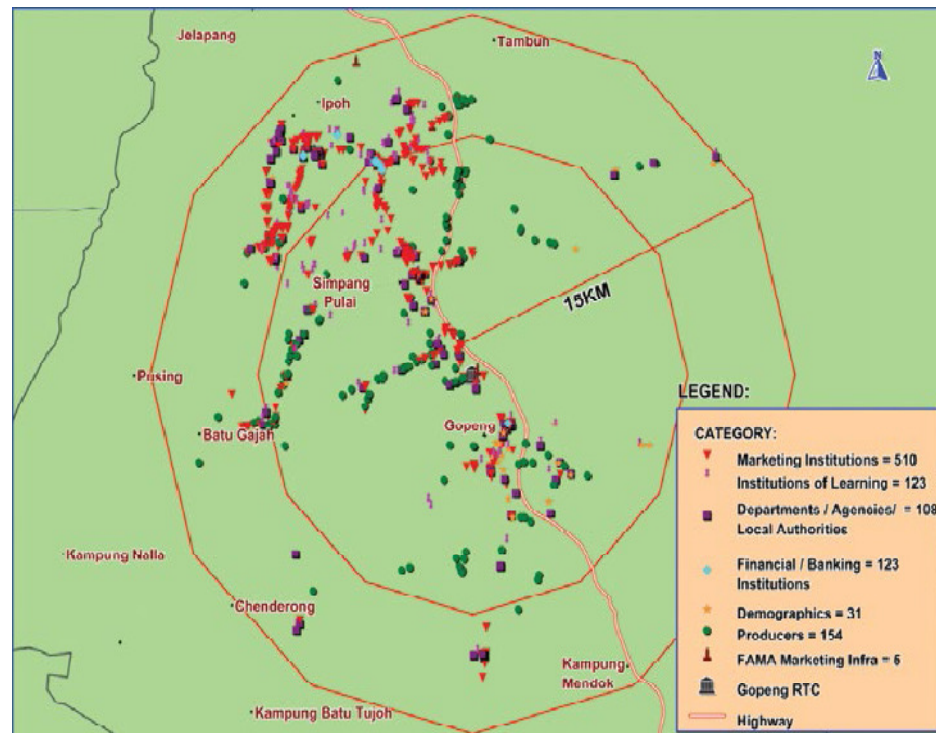 Jelapang
Tambun
N
Ipoh
Simpang
Pulai
15KM
Pusing
LEGEND:
Batu Gajah
Gopeng
CATEGORY:
Marketing Institutions = 510
Institutions of Learning = 123
Departments / Agencies/ = 108
Local Authorities
Kampung Nalla
Financial / Banking = 123
Institutions
Chenderong
Demographics = 31
Producers = 154
FAMA Marketing Infra = 6
Kampung
Mendok
Gopeng RTC
Kampung Batu Tujoh
Highway